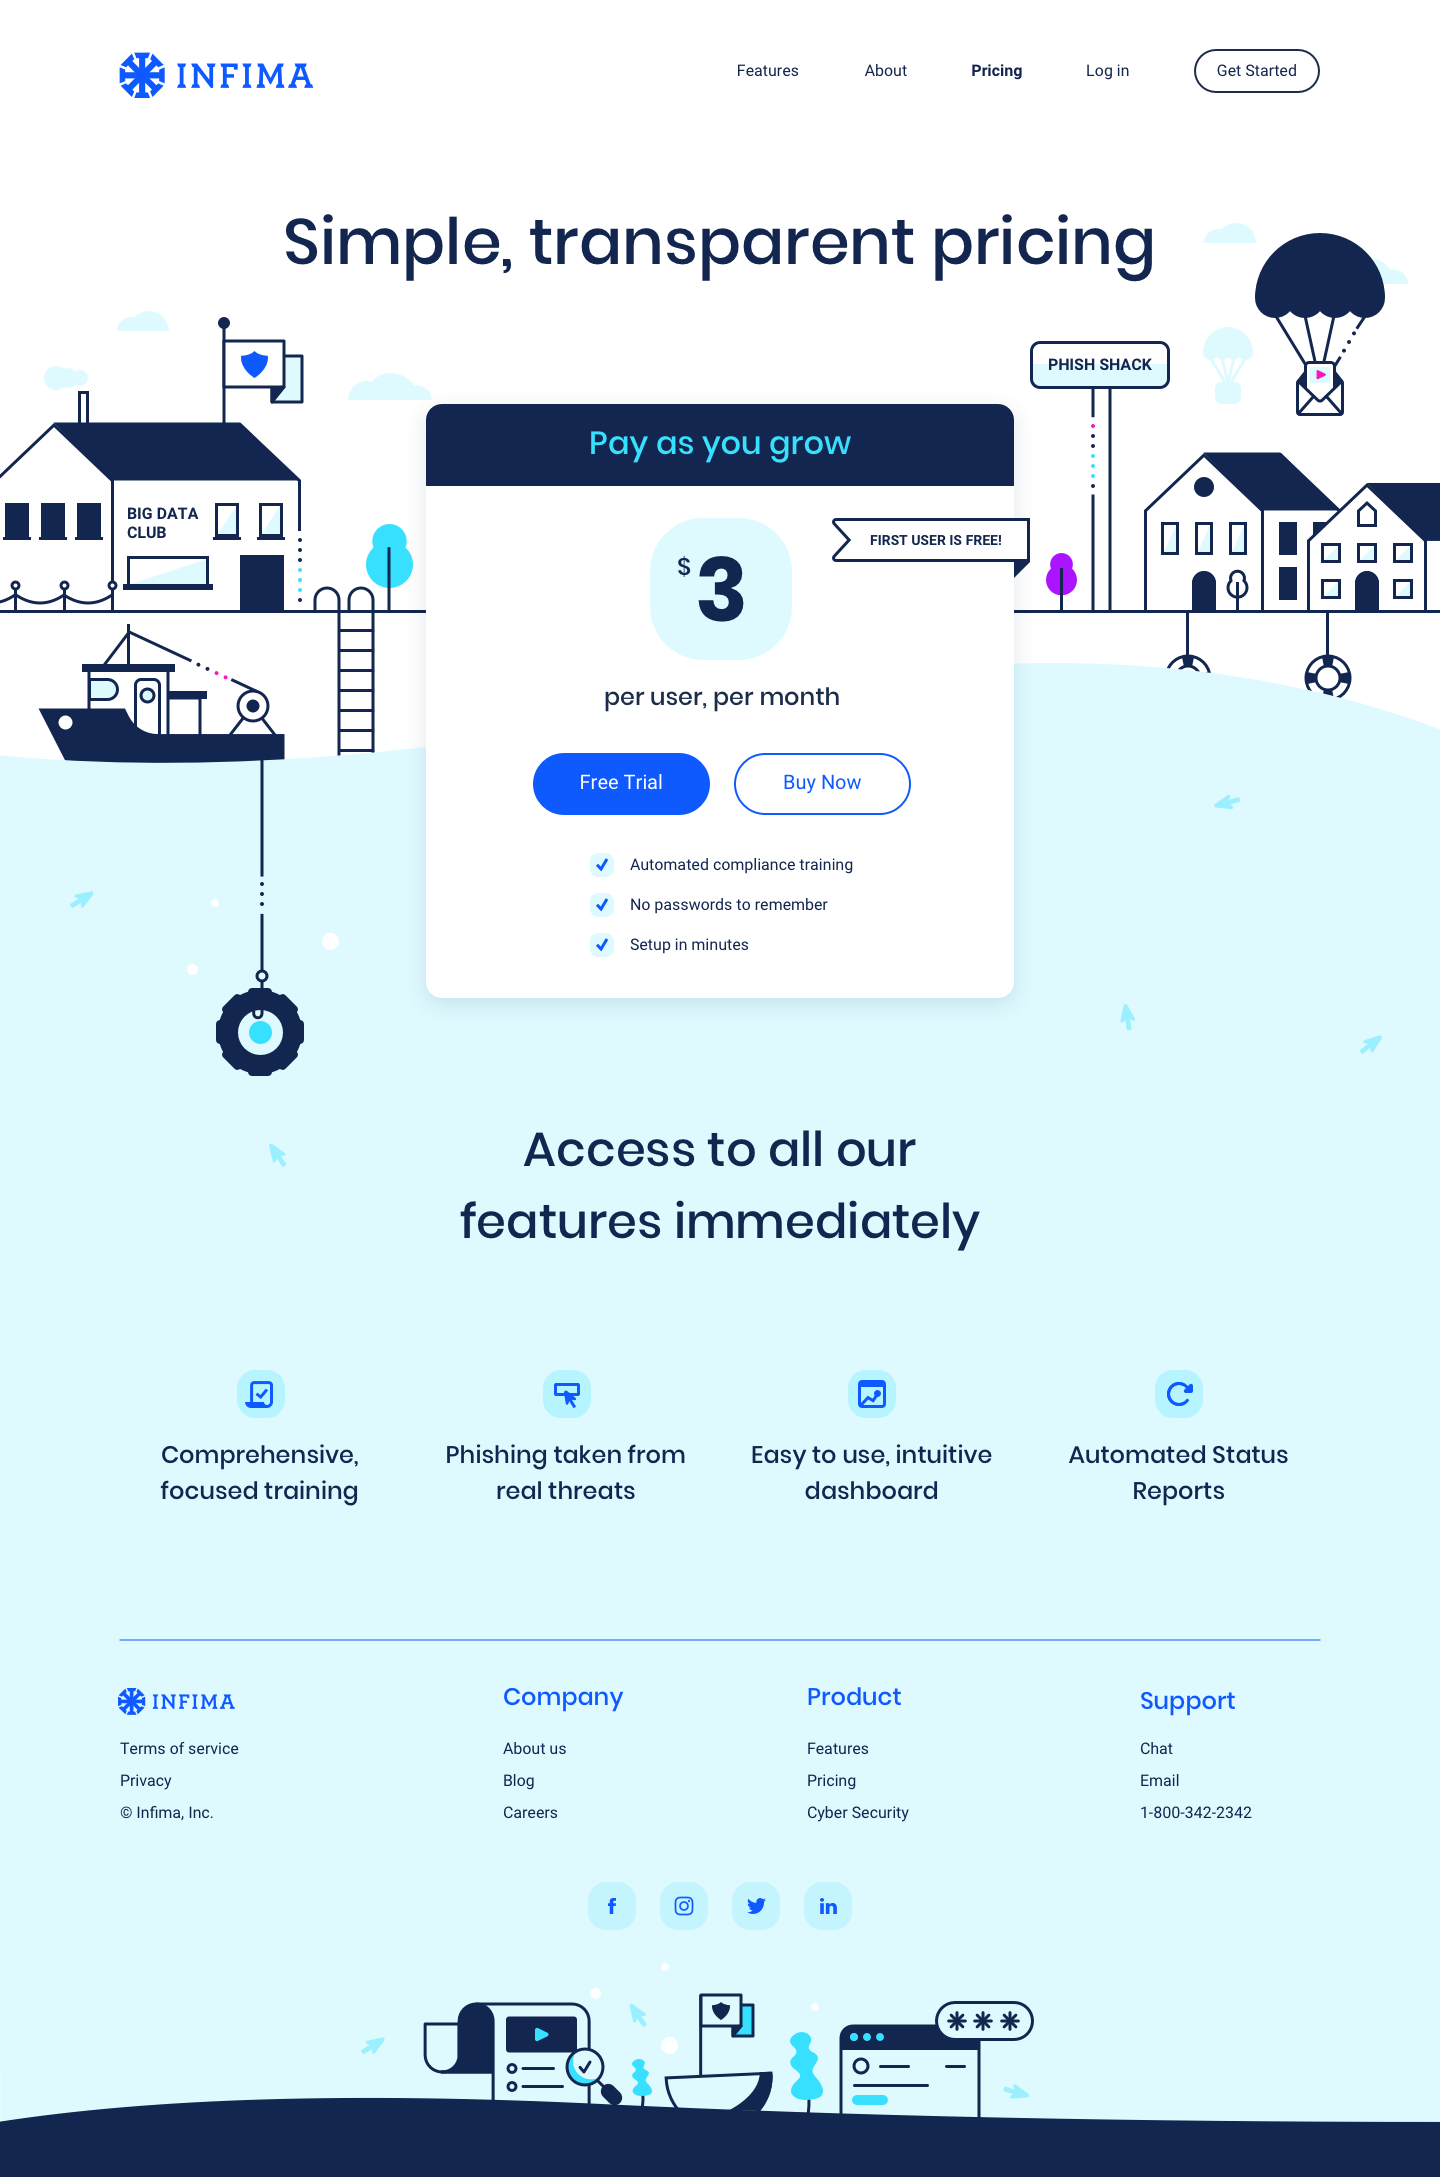 INFIMA
Features
About
Pricing
Log in
Get Started
Simple, transparent pricing
PHISH SHACK
BIG DATA
CLUB
Pay as you grow
FIRST USER IS FREE!
$3
per user, per month
Free Trial
Buy Now
Automated compliance training
No passwords to remember
Setup in minutes
Access to all our
features immediately
Comprehensive,
focused training
Phishing taken from
real threats
Easy to use, intuitive
dashboard
Automated Status
Reports
INFIMA
Terms of service
Privacy
© Infima, Inc.
Company
About us
Blog
Careers
Product
Features
Pricing
Cyber Security
Support
Chat
Email
1-800-342-2342